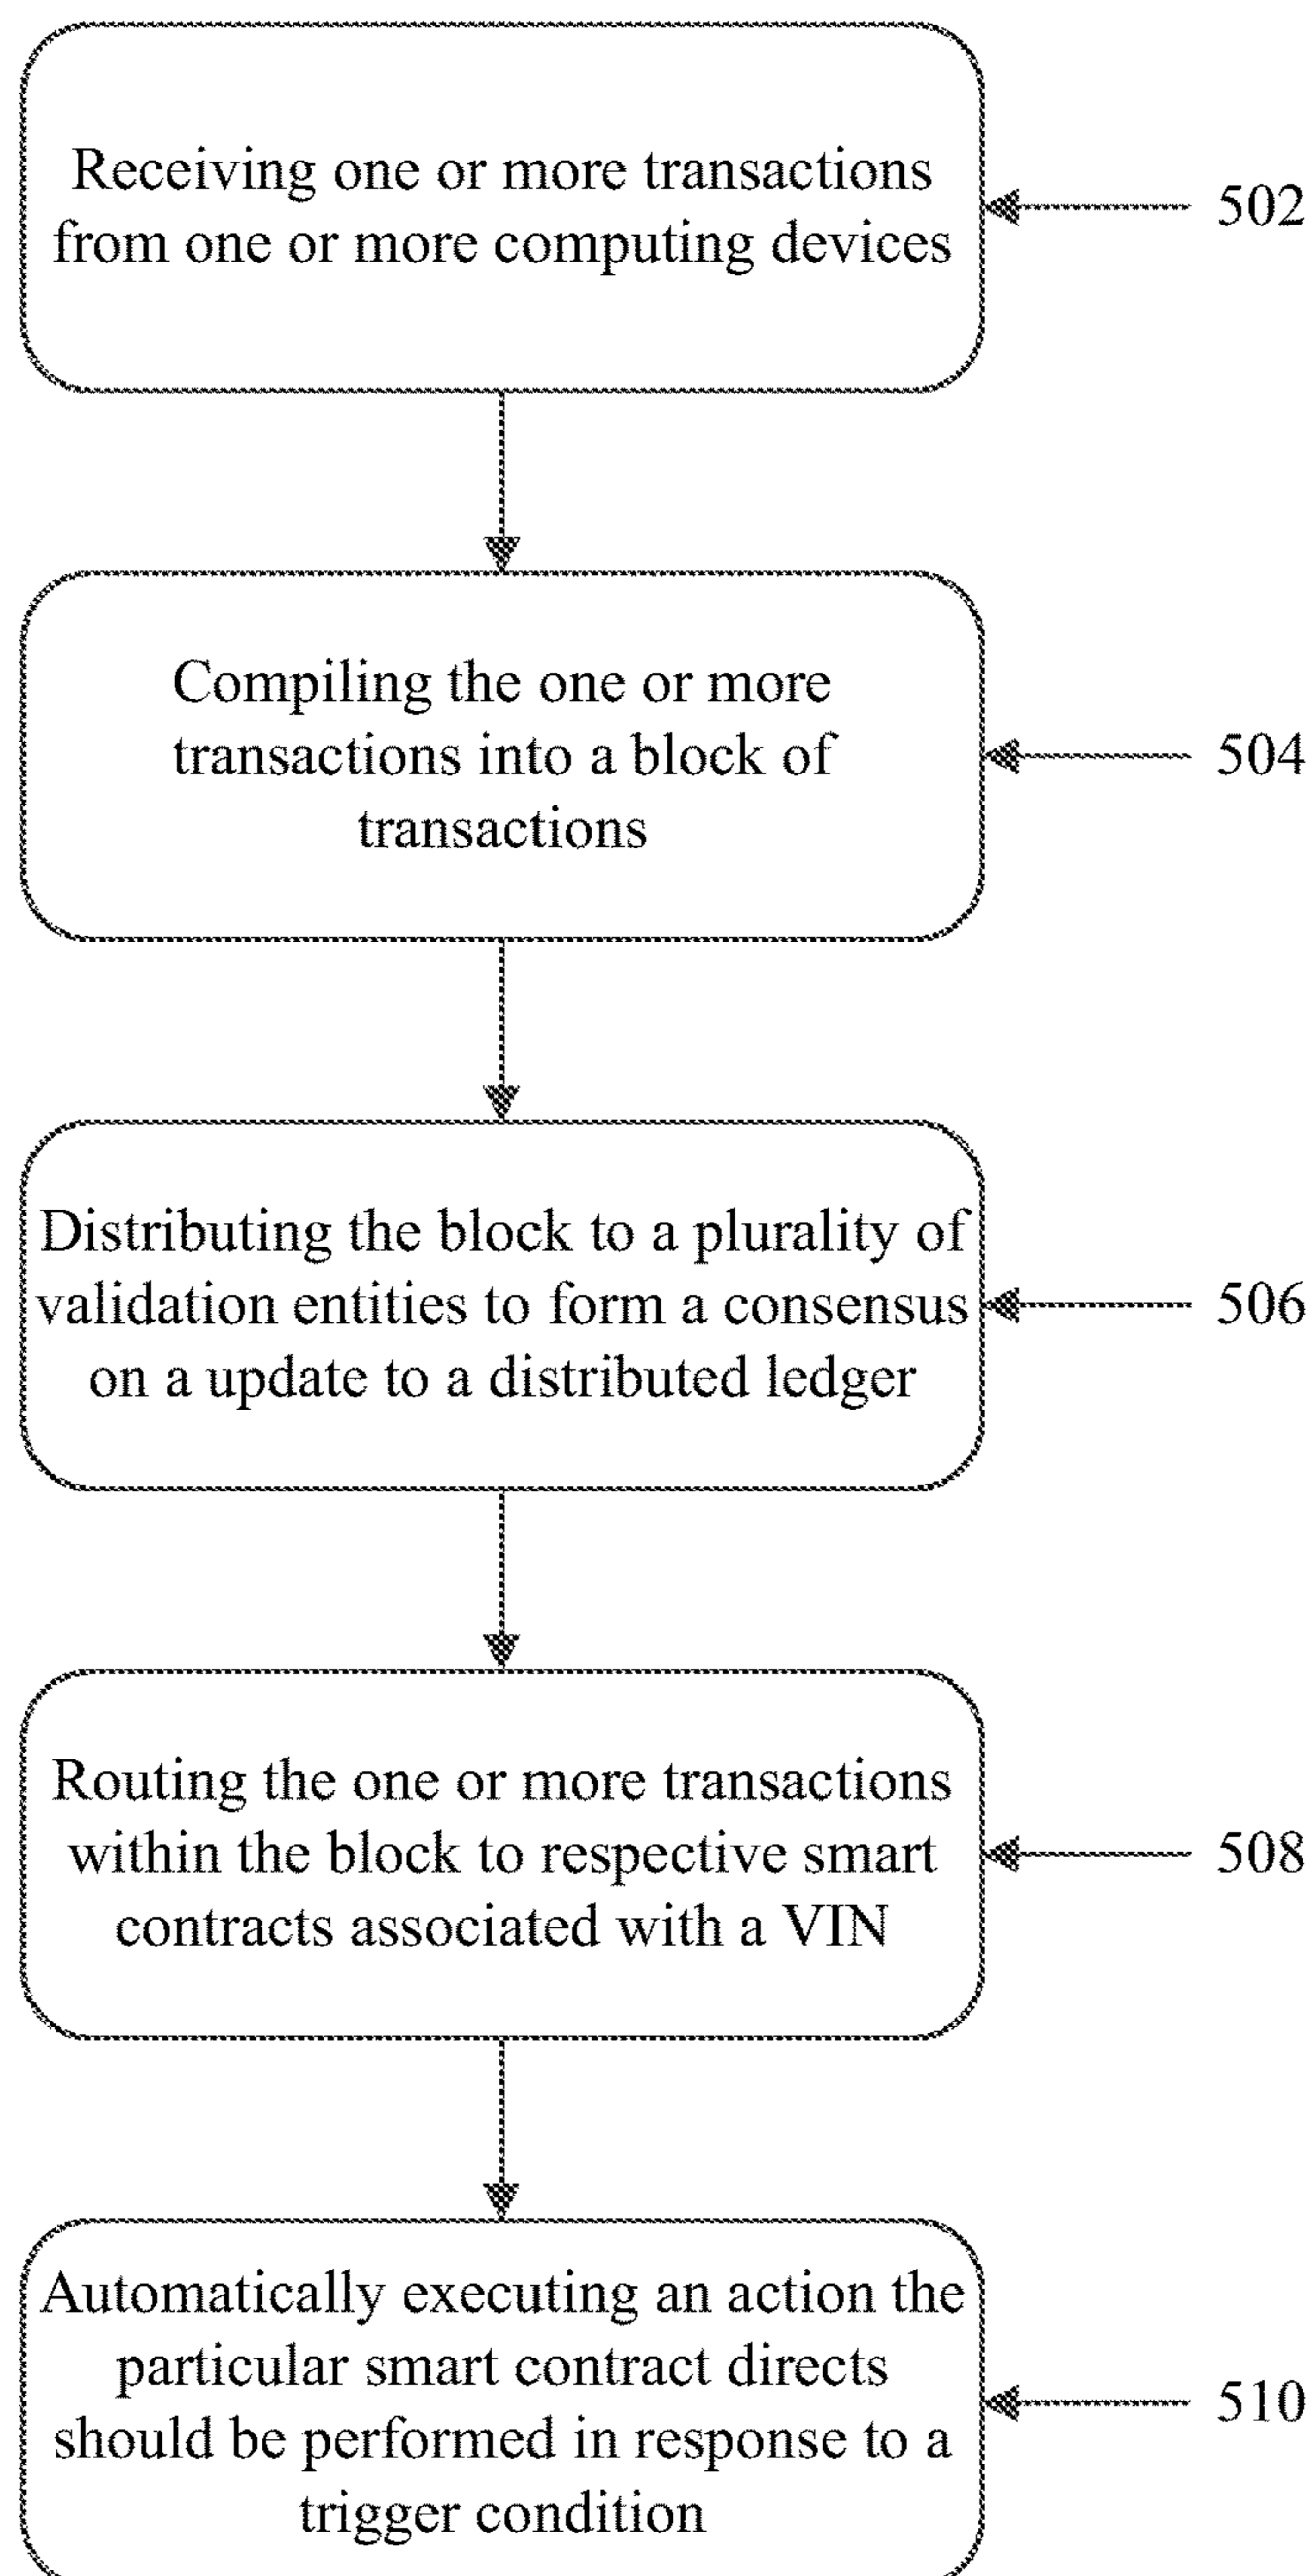 Receiving one or more transactions
from one or more computing devices
502
Compiling the one or more
transactions into a block of
transactions
504
Distributing the block to a plurality of
validation entities to form a consensus
on a update to a distributed ledger
506
Routing the one or more transactions
within the block to respective smart
contracts associated with a VIN
508
Automatically executing an action the
particular smart contract directs
should be performed in response to a
trigger condition
510